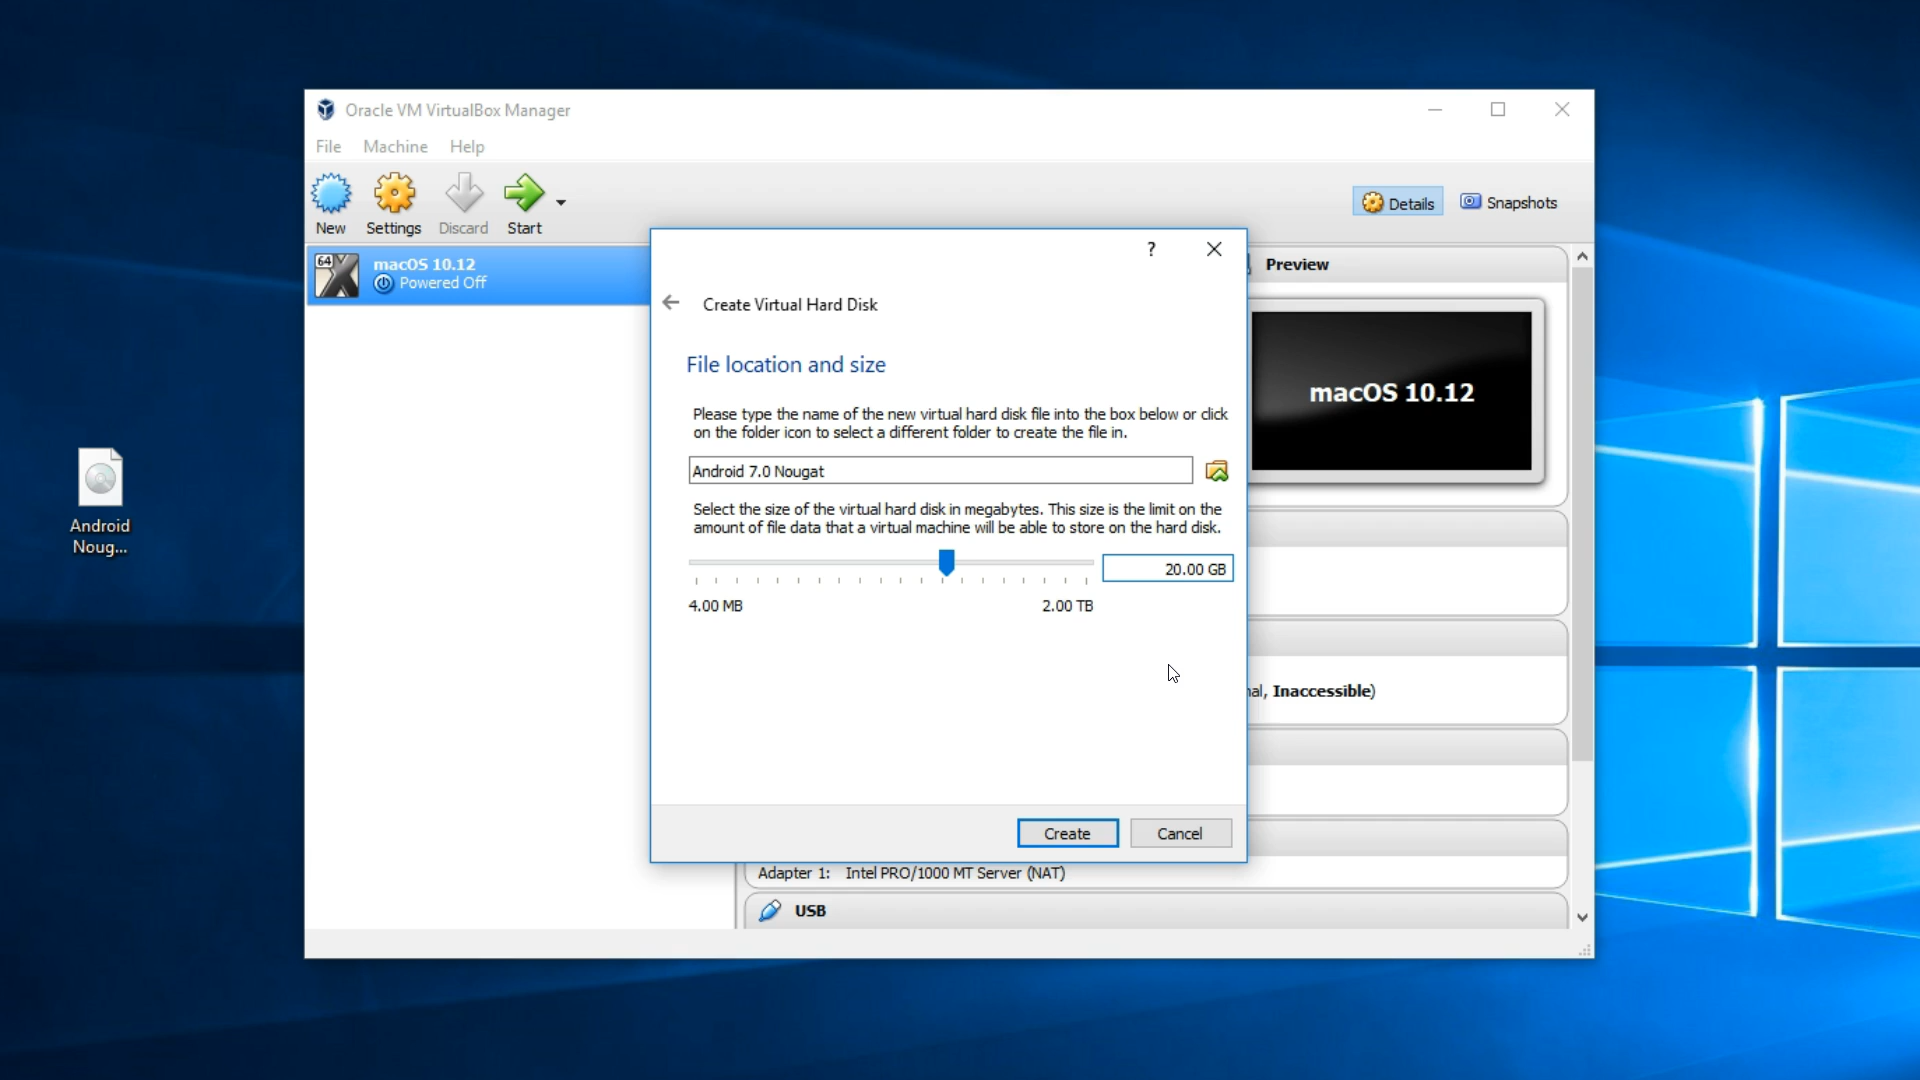 Oracle VM VirtualBox Manager
File Machine Help
New Settings Discard Start
Details Snapshots
64
macOS 10.12
Powered Off
?
Create Virtual Hard Disk
File location and size
Please type the name of the new virtual hard disk file into the box below or click
on the folder icon to select a different folder to create the file in.
Android 7.0 Nougat
Select the size of the virtual hard disk in megabytes. This size is the limit on the
amount of file data that a virtual machine will be able to store on the hard disk.
20.00 GB
4.00 MB 2.00 TB
Create Cancel
Preview
macOS 10.12
Inaccessible)
Adapter 1: Intel PRO/1000 MT Server (NAT)
USB
Android
Noug...